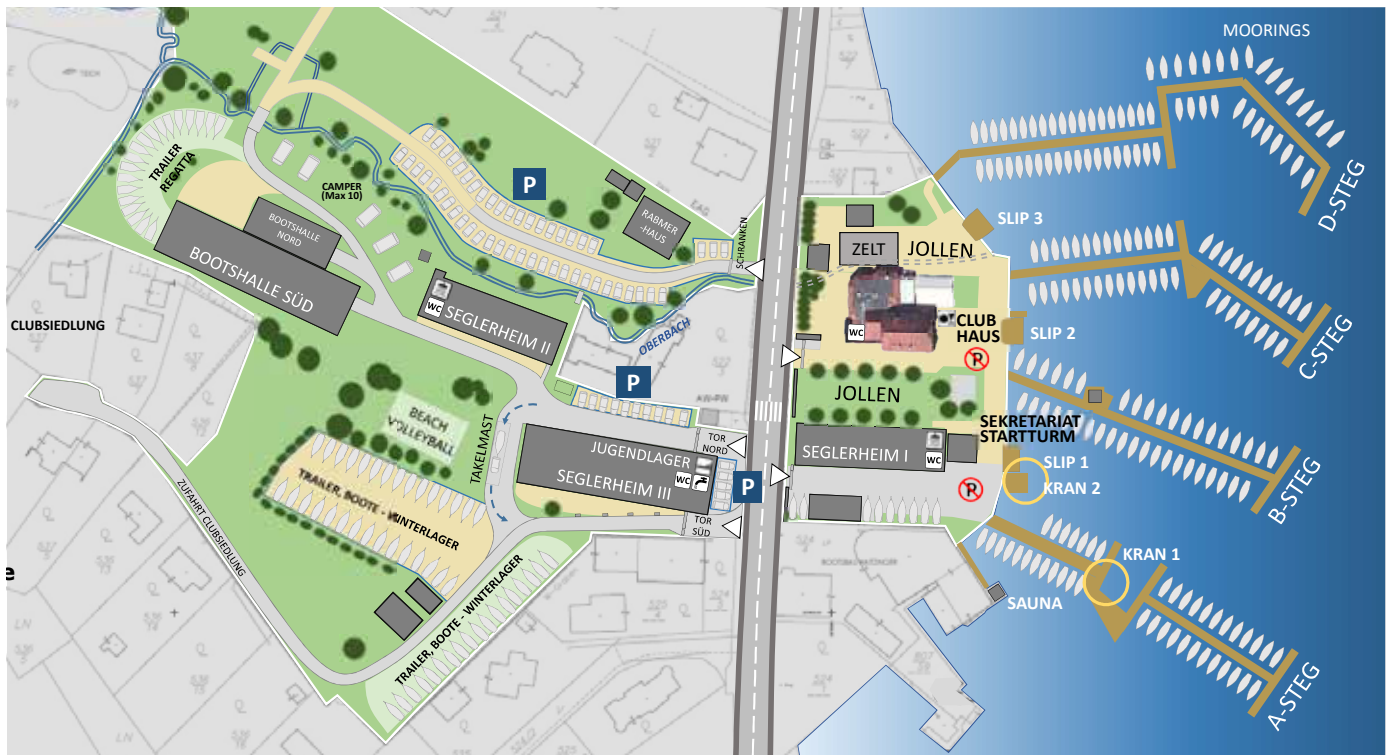 MOORINGS
TRAILER
REGATTA
CAMPER
(Max 10)
P
RABMER
-HAUS
EAG
SCHRANKEN
BOOTSHALLE
NORD
BOOTSHALLE SÜD
WC
SEGLERHEIM II
OBERBACH
CLUBSIEDLUNG
ZELT
JOLLEN
SLIP 3
D-STEG
WC
CLUB
HAUS
SLIP 2
P
C-STEG
P
JOLLEN
BEACH
VOLLEYBALL
TAKELMAST
TOR
NORD
JUGENDLAGER
WC
SEGLERHEIM III
P
TOR
SÜD
SEGLERHEIM I
WC
SEKRETARIAT
STARTTURM
SLIP 1
KRAN 2
P
B-STEG
KRAN 1
SAUNA
A-STEG
TRAILER, BOOTE - WINTERLAGER
ZUFAHRT CLUBSIEDLUNG
TRAILER, BOOTE - WINTERLAGER
e